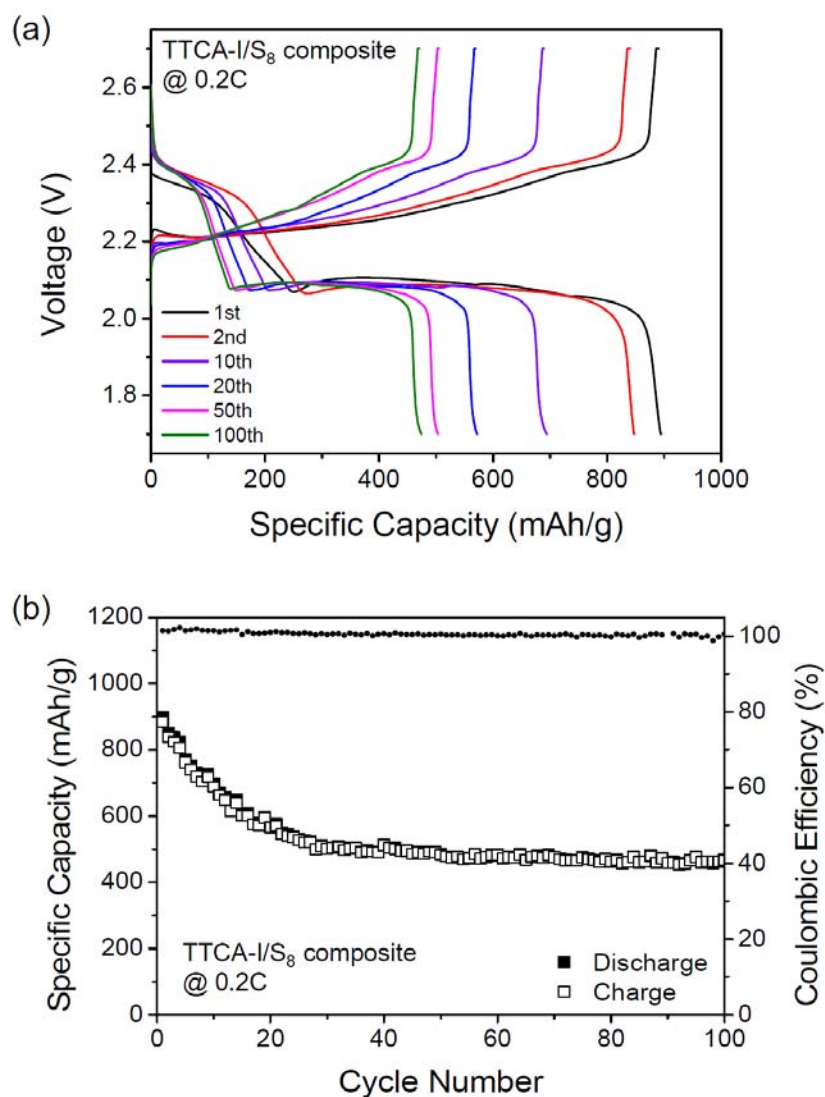 (a)
TTCA-I/S₈ composite
@ 0.2C
2.6
2.4
2.2
2.0
1.8
Voltage (V)
1st
2nd
10th
20th
50th
100th
0 200 400 600 800 1000
Specific Capacity (mAh/g)
(b)
1200
1000
800
600
400
200
0
Specific Capacity (mAh/g)
100
80
60
40
20
0
Coulombic Efficiency (%)
TTCA-I/S₈ composite
@ 0.2C
Discharge
Charge
0 20 40 60 80 100
Cycle Number